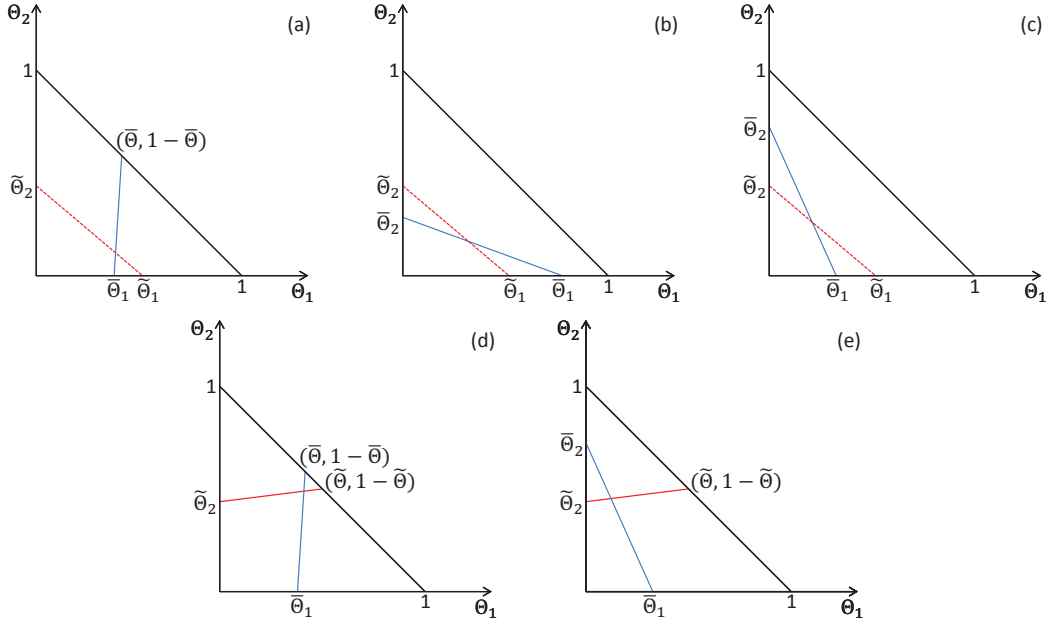 Θ₂ (a)
1
(Θ̅, 1 − Θ̅)
Θ̃₂
Θ̅₁ Θ̃₁ 1 Θ₁
Θ₂ (b)
1
Θ̃₂
Θ̅₂
Θ̃₁ Θ̅₁ 1 Θ₁
Θ₂ (c)
1
Θ̅₂
Θ̃₂
Θ̅₁ Θ̃₁ 1 Θ₁
Θ₂ (d)
1
(Θ̅, 1 − Θ̅)
(Θ̃, 1 − Θ̃)
Θ̃₂
Θ̅₁ 1 Θ₁
Θ₂ (e)
1
Θ̅₂
(Θ̃, 1 − Θ̃)
Θ̃₂
Θ̅₁ 1 Θ₁